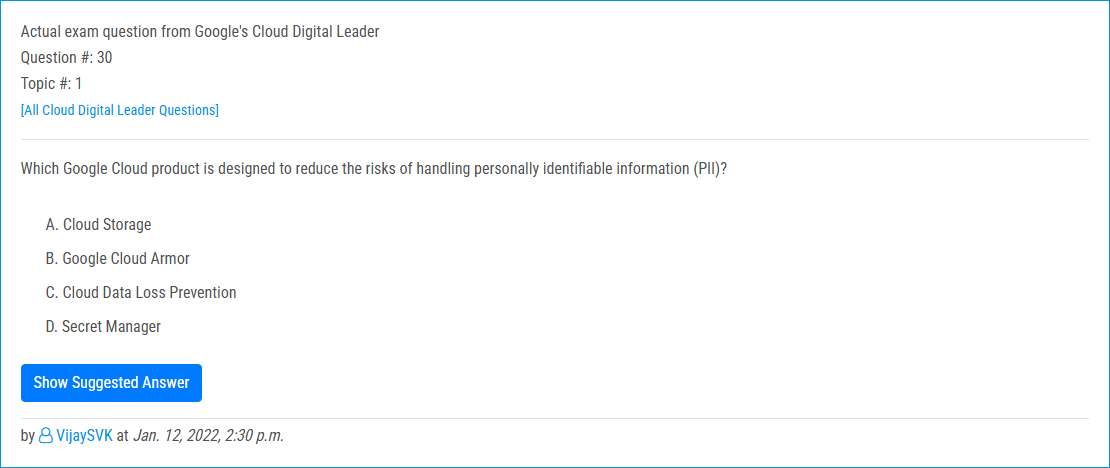 Actual exam question from Google's Cloud Digital Leader
Question #: 30
Topic #: 1
[All Cloud Digital Leader Questions]
Which Google Cloud product is designed to reduce the risks of handling personally identifiable information (PII)?
A. Cloud Storage
B. Google Cloud Armor
C. Cloud Data Loss Prevention
D. Secret Manager
Show Suggested Answer
by VijaySVK at Jan. 12, 2022, 2:30 p.m.